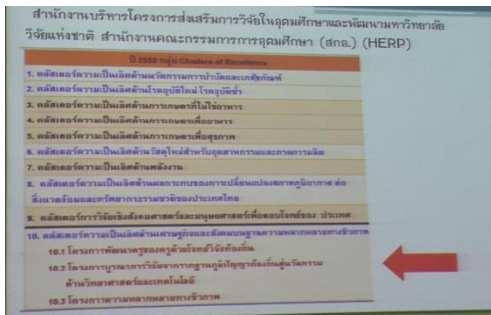 สำนักงานบริหารโครงการส่งเสริมการวิจัยในอุดมศึกษาและพัฒนามหาวิทยาลัย
วิจัยแห่งชาติ สำนักงานคณะกรรมการการอุดมศึกษา (สกอ.) (HERP)
ปี 2558 กลุ่ม Clusters of Excellence
1. คลัสเตอร์ความเป็นเลิศด้านนวัตกรรมการบำบัดและเภสัชภัณฑ์
2. คลัสเตอร์ความเป็นเลิศด้านโรคอุบัติใหม่ โรคอุบัติซ้ำ
3. คลัสเตอร์ความเป็นเลิศด้านการเกษตรที่ไม่ใช่อาหาร
4. คลัสเตอร์ความเป็นเลิศด้านการเกษตรเพื่ออาหาร
5. คลัสเตอร์ความเป็นเลิศด้านการเกษตรเพื่อสุขภาพ
6. คลัสเตอร์ความเป็นเลิศด้านวัสดุใหม่สำหรับอุตสาหกรรมและภาคการผลิต
7. คลัสเตอร์ความเป็นเลิศด้านพลังงาน
8. คลัสเตอร์ความเป็นเลิศด้านผลกระทบของการเปลี่ยนแปลงสภาพภูมิอากาศ ต่อ
สิ่งแวดล้อมและทรัพยากรธรรมชาติของประเทศไทย
9. คลัสเตอร์การวิจัยเชิงสังคมศาสตร์และมนุษยศาสตร์เพื่อตอบโจทย์ของ ประเทศ
10. คลัสเตอร์ความเป็นเลิศด้านเศรษฐกิจและสังคมบนฐานความหลากหลายทางชีวภาพ
10.1 โครงการพัฒนาครูของครูด้วยโจทย์วิจัยท้องถิ่น
10.2 โครงการบูรณาการวิจัยจากรากฐานภูมิปัญญาท้องถิ่นสู่นวัตกรรม
ด้านวิทยาศาสตร์และเทคโนโลยี
10.3 โครงการความหลากหลายทางชีวภาพ